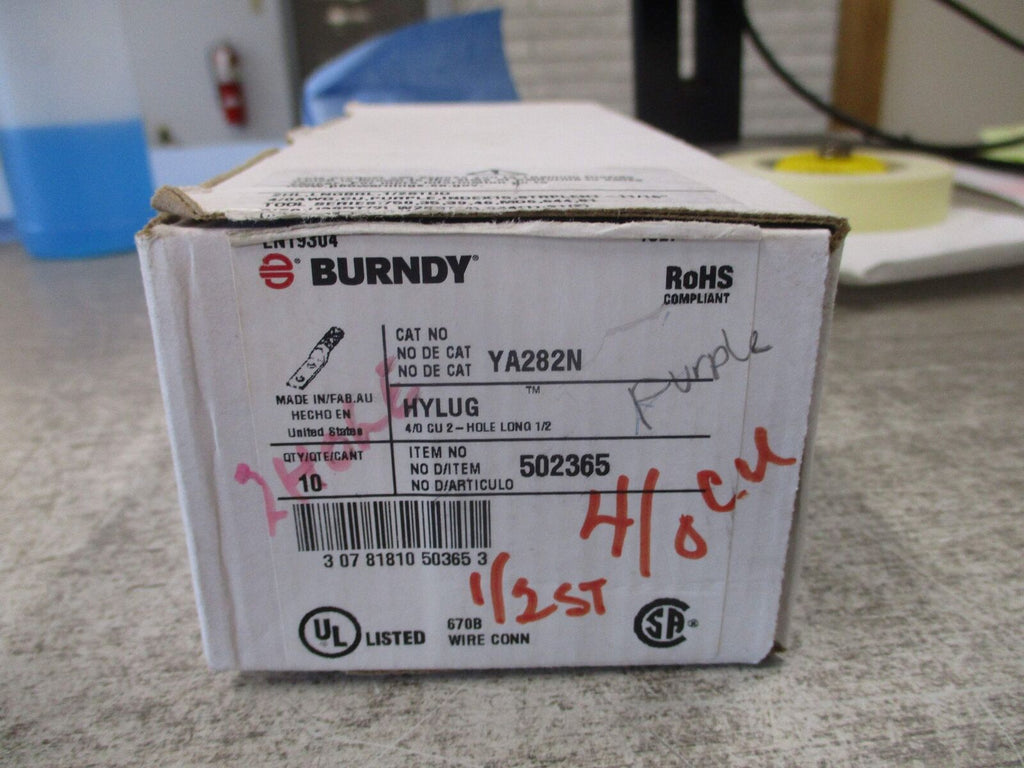 LN19304
BURNDY®
RoHS
COMPLIANT
CAT NO
NO DE CAT
NO DE CAT YA282N
Purple
MADE IN/FAB.AU
HECHO EN
United States
HYLUG™
4/0 CU 2-HOLE LONG 1/2
2 HOLE
QTY/QTE/CANT
10
ITEM NO
NO D/ITEM
NO D/ARTICULO 502365
4/0 CU
3 07 81810 50365 3
1/2 ST
UL LISTED
670B
WIRE CONN
SA®